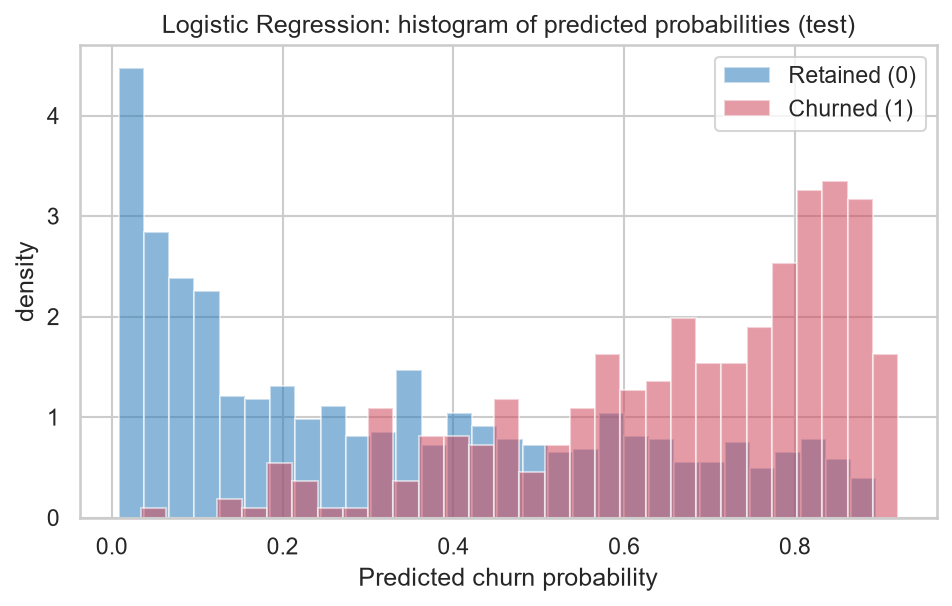 Logistic Regression: histogram of predicted probabilities (test)
Retained (0)
Churned (1)
density
4
3
2
1
0
0.0 0.2 0.4 0.6 0.8
Predicted churn probability